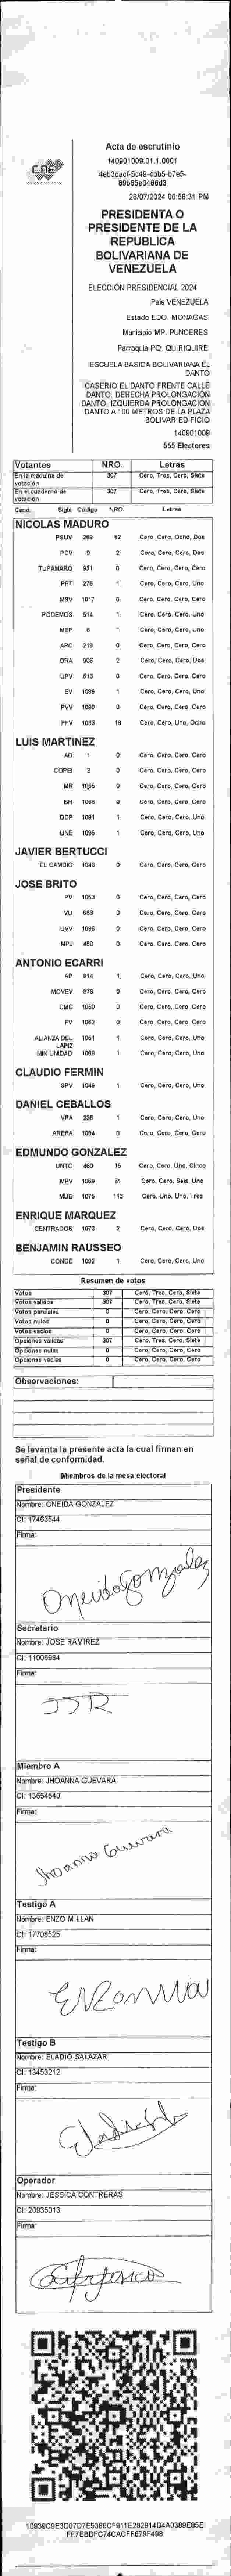 CNE
Acta de escrutinio
140901009.01.1.0001
28/07/2024 06:58:31 PM
PRESIDENTA O
PRESIDENTE DE LA
REPUBLICA
BOLIVARIANA DE
VENEZUELA
ELECCIÓN PRESIDENCIAL 2024
País VENEZUELA
Estado EDO. MONAGAS
Municipio MP. PUNCERES
Parroquia PQ. QUIRIQUIRE
ESCUELA BASICA BOLIVARIANA EL
DANTO
CASERIO EL DANTO FRENTE CALLE
DANTO. DERECHA PROLONGACIÓN
DANTO. IZQUIERDA PROLONGACIÓN
DANTO A 100 METROS DE LA PLAZA
BOLIVAR EDIFICIO
140901009
555 Electores
Votantes NRO. Letras
En la máquina de votación 307 Cero, Tres, Cero, Siete
En el cuaderno de votación 307 Cero, Tres, Cero, Siete
Cand. Sigla Código NRO. Letras
NICOLAS MADURO
PSUV 269 82 Cero, Cero, Ocho, Dos
PCV 9 2 Cero, Cero, Cero, Dos
TUPAMARO 931 0 Cero, Cero, Cero, Cero
PPT 276 1 Cero, Cero, Cero, Uno
MSV 1017 0 Cero, Cero, Cero, Cero
PODEMOS 514 1 Cero, Cero, Cero, Uno
MEP 6 1 Cero, Cero, Cero, Uno
APC 219 0 Cero, Cero, Cero, Cero
ORA 906 2 Cero, Cero, Cero, Dos
UPV 613 0 Cero, Cero, Cero, Cero
EV 1099 1 Cero, Cero, Cero, Uno
PVV 1090 0 Cero, Cero, Cero, Cero
PFV 1093 18 Cero, Cero, Uno, Ocho
LUIS MARTINEZ
AD 1 0 Cero, Cero, Cero, Cero
COPEI 2 0 Cero, Cero, Cero, Cero
MR 1065 0 Cero, Cero, Cero, Cero
BR 1066 0 Cero, Cero, Cero, Cero
DDP 1091 1 Cero, Cero, Cero, Uno
UNE 1095 1 Cero, Cero, Cero, Uno
JAVIER BERTUCCI
EL CAMBIO 1048 0 Cero, Cero, Cero, Cero
JOSE BRITO
PV 1053 0 Cero, Cero, Cero, Cero
VU 668 0 Cero, Cero, Cero, Cero
UVV 1096 0 Cero, Cero, Cero, Cero
MPJ 458 0 Cero, Cero, Cero, Cero
ANTONIO ECARRI
AP 814 1 Cero, Cero, Cero, Uno
MOVEV 978 0 Cero, Cero, Cero, Cero
CMC 1050 0 Cero, Cero, Cero, Cero
FV 1062 0 Cero, Cero, Cero, Cero
ALIANZA DEL LAPIZ 1051 1 Cero, Cero, Cero, Uno
MIN UNIDAD 1068 1 Cero, Cero, Cero, Uno
CLAUDIO FERMIN
SPV 1049 1 Cero, Cero, Cero, Uno
DANIEL CEBALLOS
VPA 238 1 Cero, Cero, Cero, Uno
AREPA 1094 0 Cero, Cero, Cero, Cero
EDMUNDO GONZALEZ
UNTC 460 15 Cero, Cero, Uno, Cinco
MPV 1069 61 Cero, Cero, Seis, Uno
MUD 1075 113 Cero, Uno, Uno, Tres
ENRIQUE MARQUEZ
CENTRADOS 1073 2 Cero, Cero, Cero, Dos
BENJAMIN RAUSSEO
CONDE 1092 1 Cero, Cero, Cero, Uno
Resumen de votos
Votos 307 Cero, Tres, Cero, Siete
Votos válidos 307 Cero, Tres, Cero, Siete
Votos parciales 0 Cero, Cero, Cero, Cero
Votos nulos 0 Cero, Cero, Cero, Cero
Votos vacíos 0 Cero, Cero, Cero, Cero
Opciones válidas 307 Cero, Tres, Cero, Siete
Opciones nulas 0 Cero, Cero, Cero, Cero
Opciones vacías 0 Cero, Cero, Cero, Cero
Observaciones:
Se levanta la presente acta la cual firman en
señal de conformidad.
Miembros de la mesa electoral
Presidente
Nombre: ONEIDA GONZALEZ
CI: 17463544
Firma:
Oneida Gonzalez
Secretario
Nombre: JOSE RAMIREZ
CI: 11006984
Firma:
JJR
Miembro A
Nombre: JHOANNA GUEVARA
CI: 13654540
Firma:
Jhoanna Guevara
Testigo A
Nombre: ENZO MILLAN
CI: 17708525
Firma:
Testigo B
Nombre: ELADIO SALAZAR
CI: 13453212
Firma:
Operador
Nombre: JESSICA CONTRERAS
CI: 20935013
Firma: